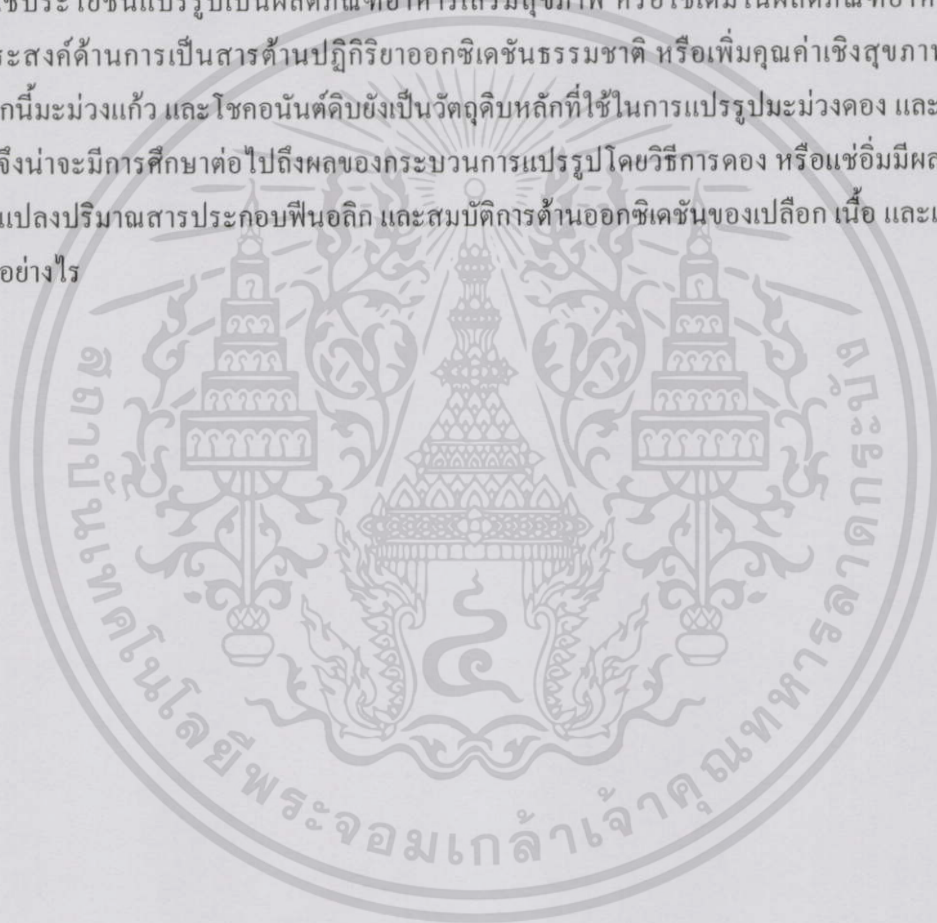 ใช้ประโยชน์แปรรูปเป็นผลิตภัณฑ์อาหารเสริมสุขภาพ หรือใช้เติมในผลิตภัณฑ์อาหาร
ระสงค์ด้านการเป็นสารต้านปฏิกิริยาออกซิเดชันธรรมชาติ หรือเพิ่มคุณค่าเชิงสุขภาพ
กนี้มะม่วงแก้ว และโชคอนันต์ดิบยังเป็นวัตถุดิบหลักที่ใช้ในการแปรรูปมะม่วงดอง และ
จึงน่าจะมีการศึกษาต่อไปถึงผลของกระบวนการแปรรูปโดยวิธีการดอง หรือแช่อิ่มมีผล
แปลงปริมาณสารประกอบฟีนอลิก และสมบัติการต้านออกซิเดชันของเปลือก เนื้อ และเ
อย่างไร
สถาบันเทคโนโลยีพระจอมเกล้าเจ้าคุณทหารลาดกระบัง
๔